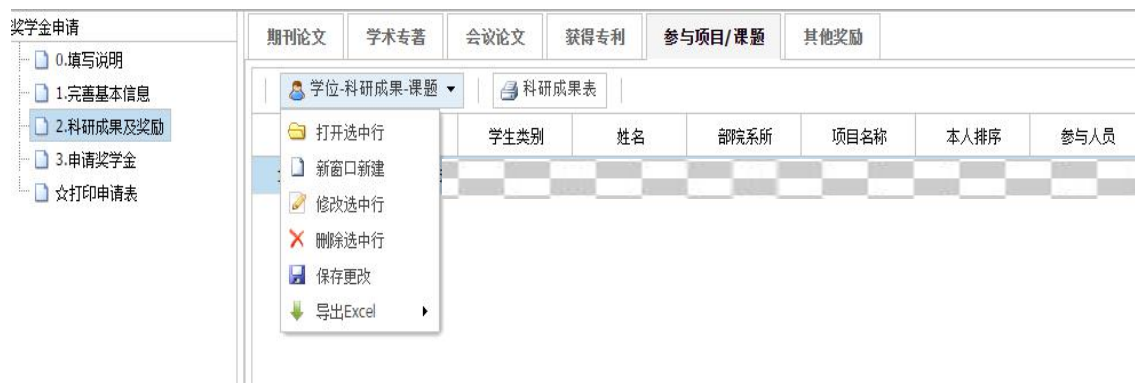 奖学金申请
0.填写说明
1.完善基本信息
2.科研成果及奖励
3.申请奖学金
☆打印申请表
期刊论文 学术专著 会议论文 获得专利 参与项目/课题 其他奖励
学位-科研成果-课题 科研成果表
学生类别 姓名 部院系所 项目名称 本人排序 参与人员
打开选中行
新窗口新建
修改选中行
删除选中行
保存更改
导出Excel